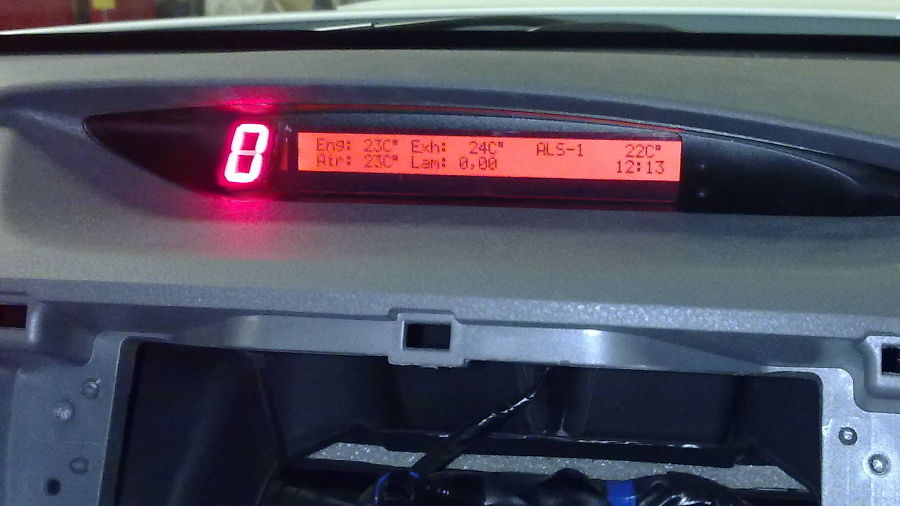 8
Eng: 23C° Exh: 24C° ALS-1 22C°
Air: 23C° Lam: 0,00 12:13